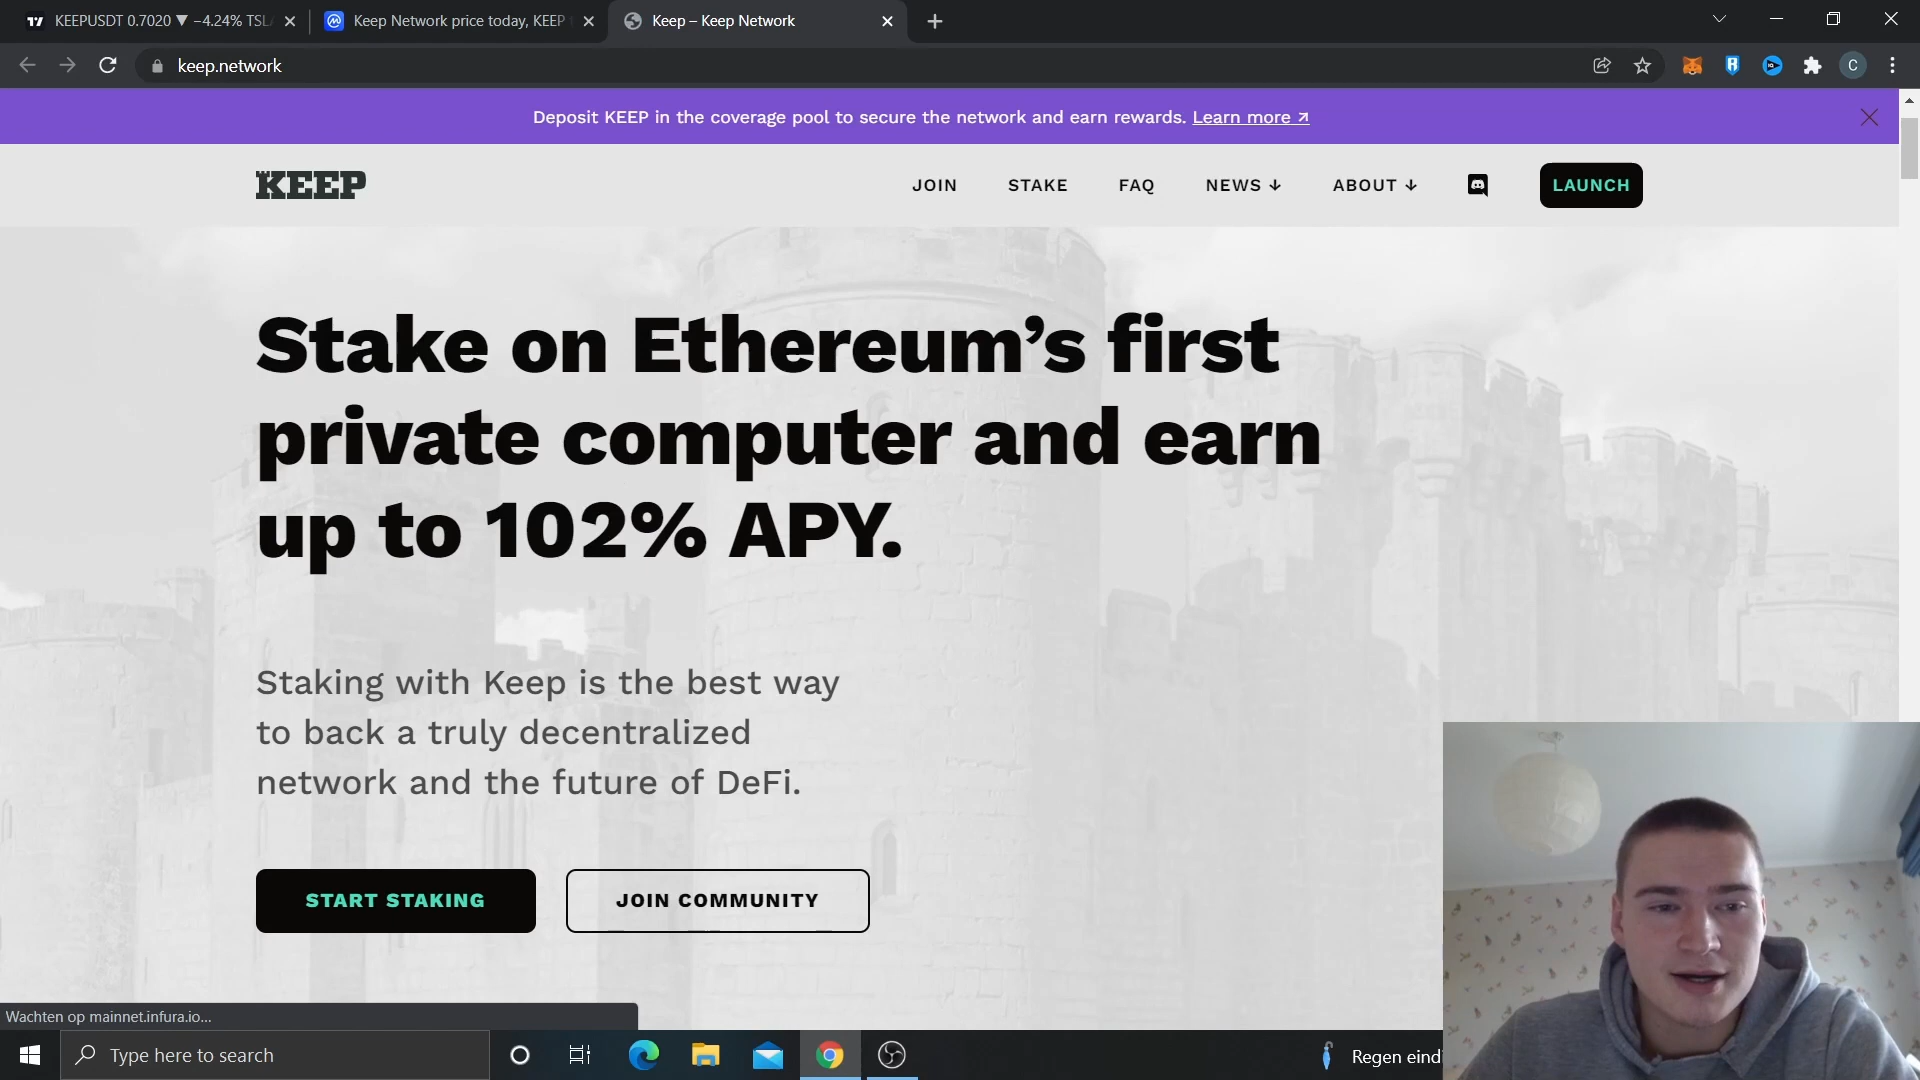 KEEPUSDT 0.7020 ▼ −4.24% TSL
Keep Network price today, KEEP
Keep – Keep Network
keep.network
C
Deposit KEEP in the coverage pool to secure the network and earn rewards. Learn more ↗
KEEP
JOIN
STAKE
FAQ
NEWS ↓
ABOUT ↓
LAUNCH
Stake on Ethereum’s first
private computer and earn
up to 102% APY.
Staking with Keep is the best way
to back a truly decentralized
network and the future of DeFi.
START STAKING
JOIN COMMUNITY
Wachten op mainnet.infura.io...
Type here to search
Regen eind